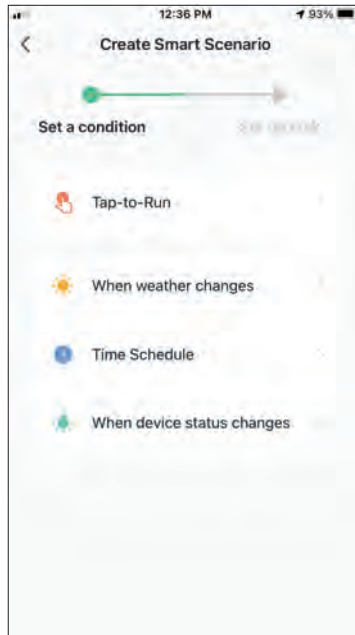 12:36 PM
93%
Create Smart Scenario
Set a condition
Tap-to-Run
When weather changes
Time Schedule
When device status changes